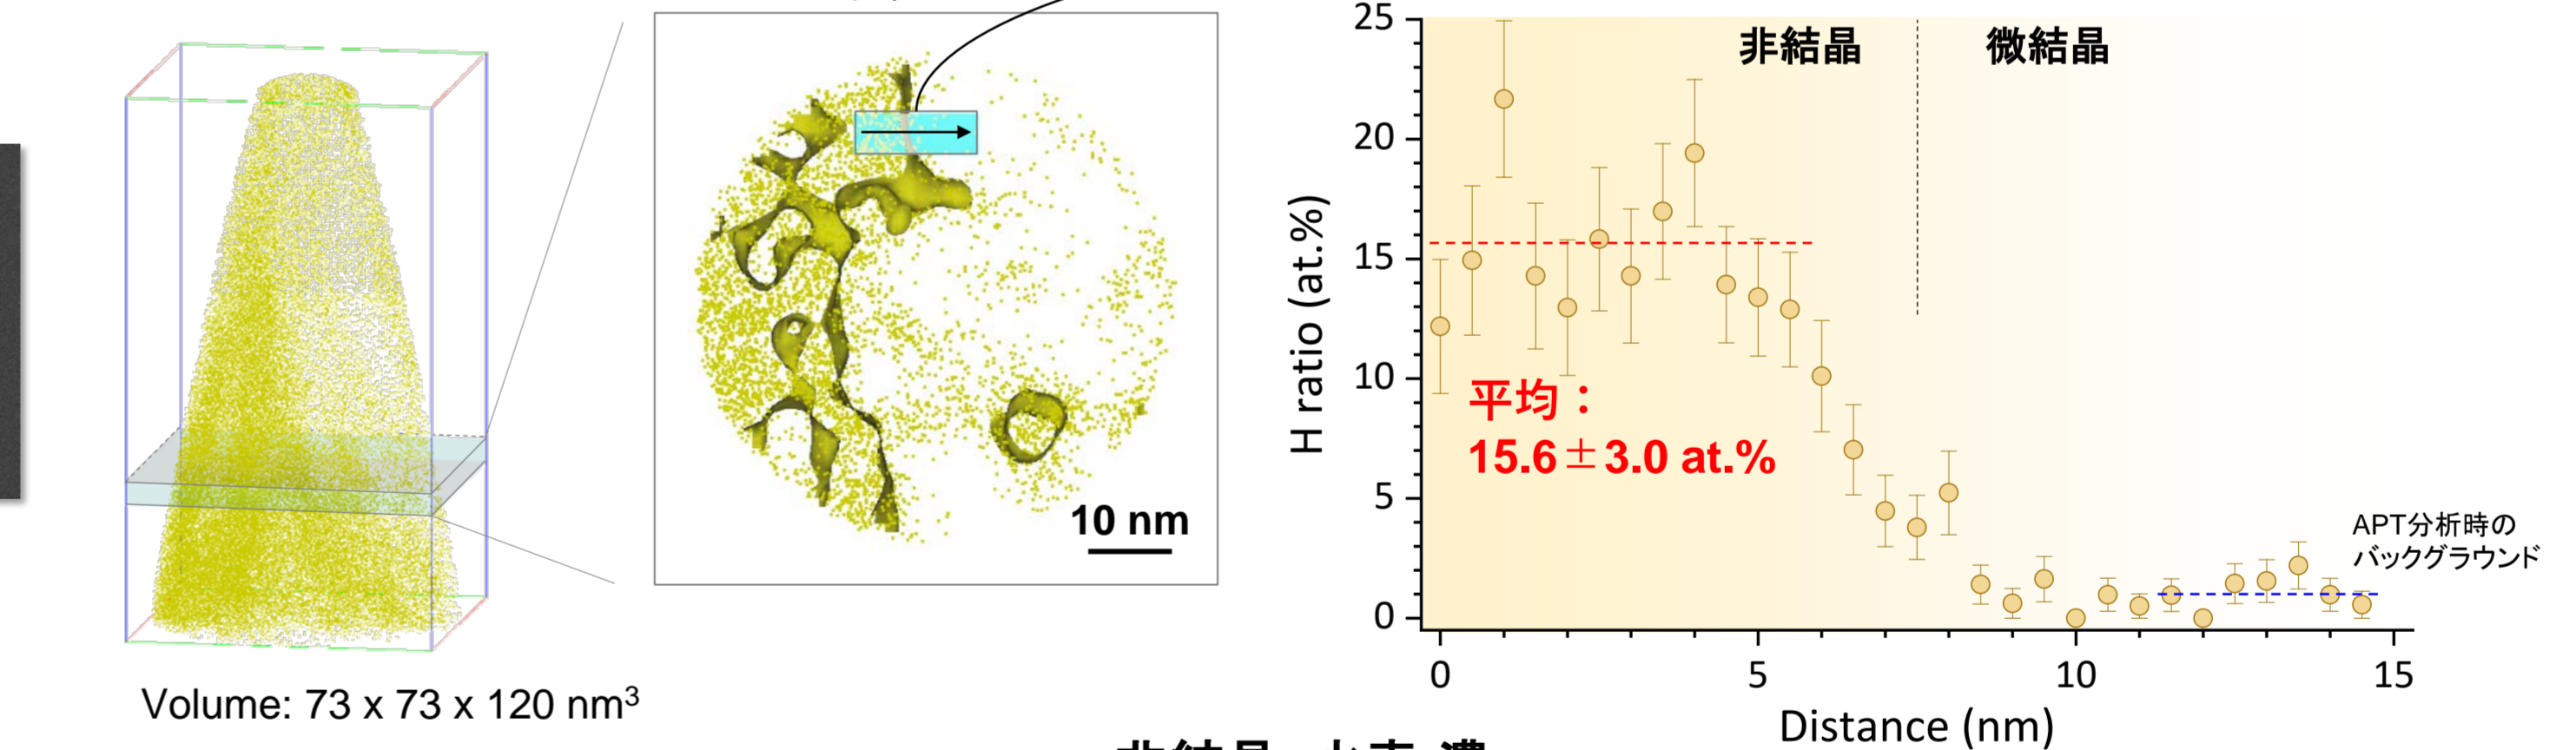 Volume: 73 x 73 x 120 nm³
10 nm
25
20
15
10
5
0
H ratio (at.%)
非結晶
微結晶
平均：
15.6±3.0 at.%
APT分析時の
バックグラウンド
0
5
10
15
Distance (nm)